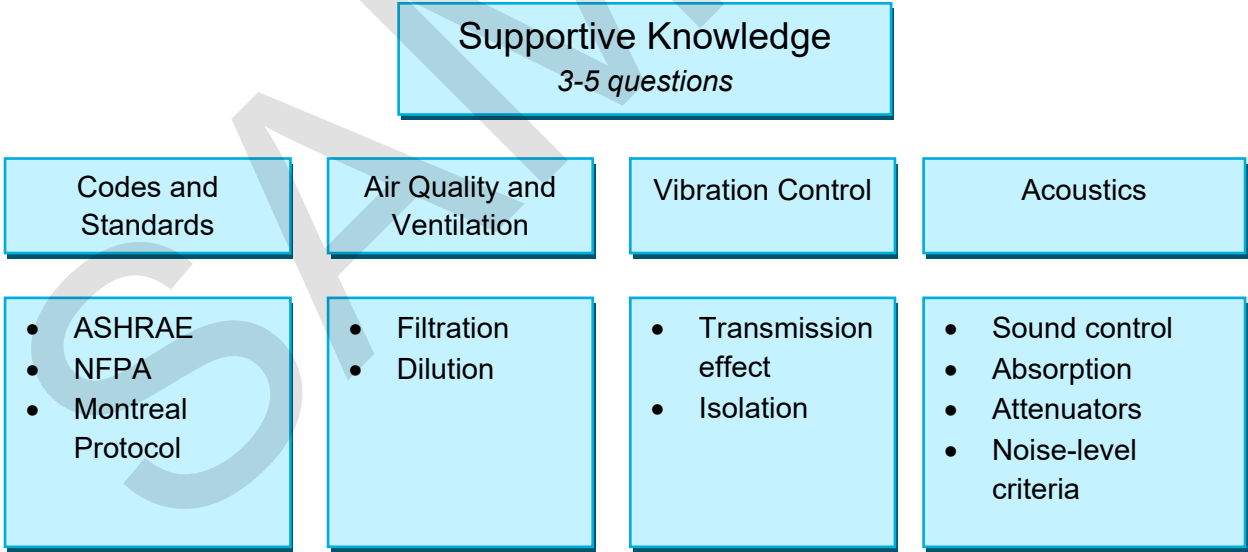 Supportive Knowledge
3-5 questions
Codes and
Standards
Air Quality and
Ventilation
Vibration Control
Acoustics
• ASHRAE
• NFPA
• Montreal
Protocol
• Filtration
• Dilution
• Transmission
effect
• Isolation
• Sound control
• Absorption
• Attenuators
• Noise-level
criteria